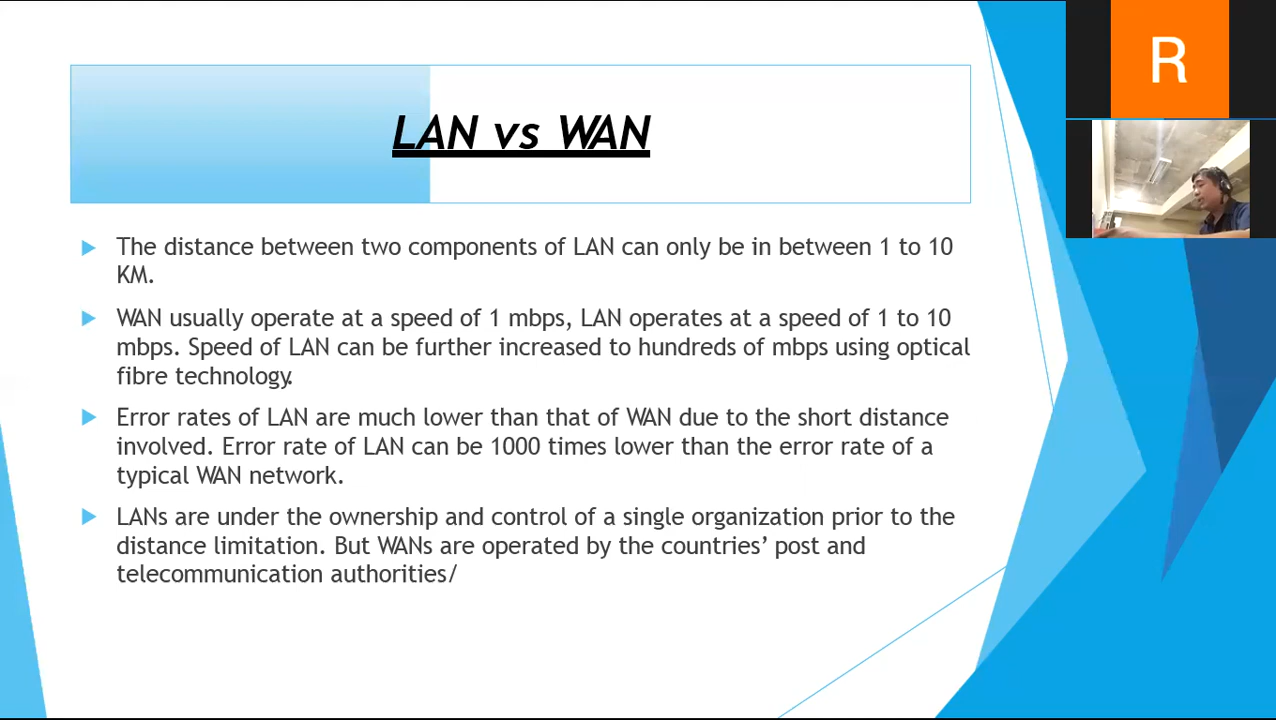 LAN vs WAN
The distance between two components of LAN can only be in between 1 to 10
KM.
WAN usually operate at a speed of 1 mbps, LAN operates at a speed of 1 to 10
mbps. Speed of LAN can be further increased to hundreds of mbps using optical
fibre technology.
Error rates of LAN are much lower than that of WAN due to the short distance
involved. Error rate of LAN can be 1000 times lower than the error rate of a
typical WAN network.
LANs are under the ownership and control of a single organization prior to the
distance limitation. But WANs are operated by the countries’ post and
telecommunication authorities/
R